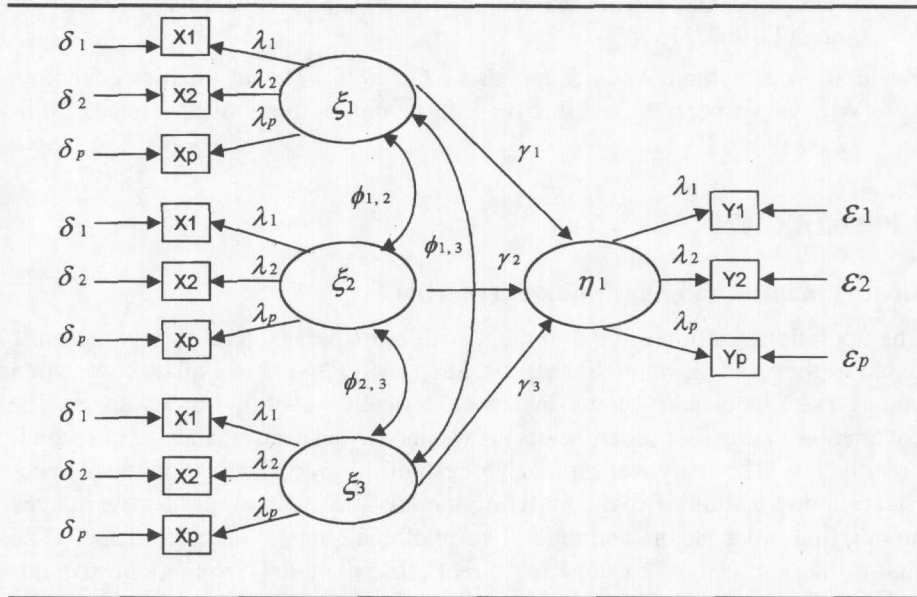 δ1 X1 λ1
δ2 X2 λ2 ξ1
δp Xp λp
γ1
ϕ1,2
λ1 Y1 ε1
δ1 X1 λ1
ϕ1,3
γ2
λ2 Y2 ε2
δ2 X2 λ2 ξ2 η1
δp Xp λp
λp Yp εp
ϕ2,3
γ3
δ1 X1 λ1
δ2 X2 λ2 ξ3
δp Xp λp